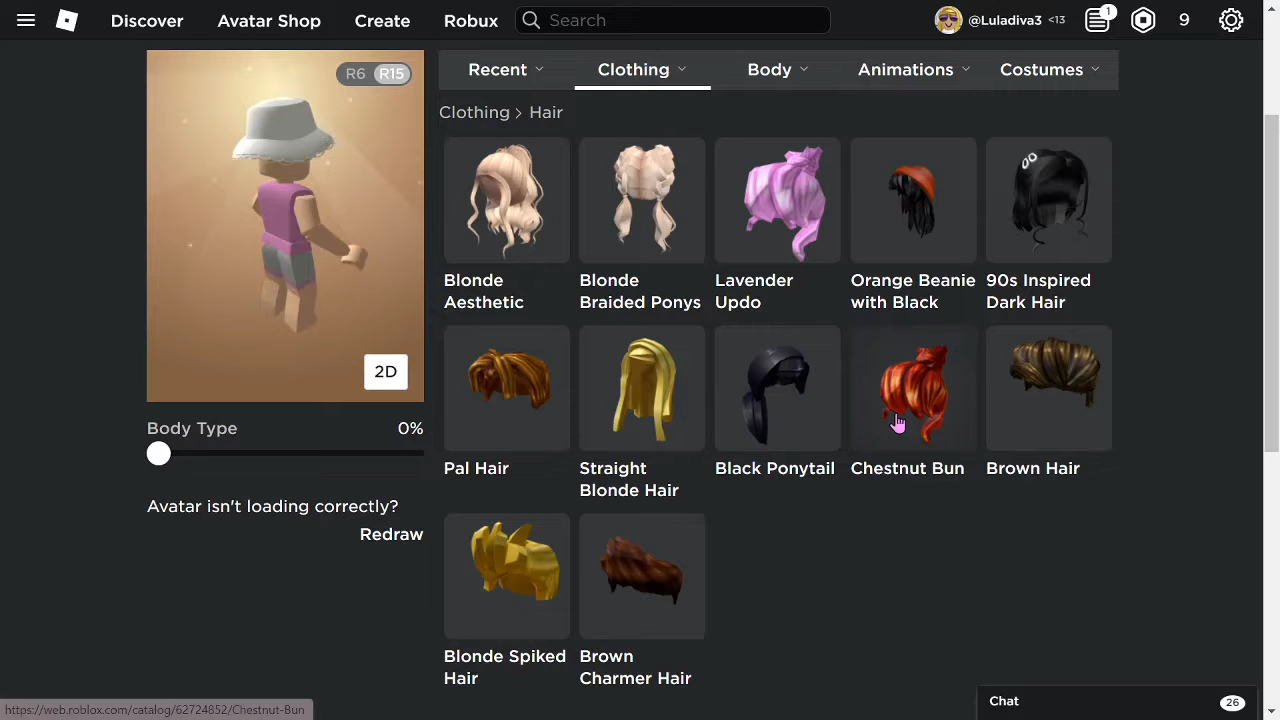 Discover
Avatar Shop
Create
Robux
Search
@Luladiva3 <13
1
9
R6 R15
2D
Body Type 0%
Avatar isn't loading correctly?
Redraw
Recent
Clothing
Body
Animations
Costumes
Clothing > Hair
Blonde
Aesthetic
Blonde
Braided Ponys
Lavender
Updo
Orange Beanie
with Black
90s Inspired
Dark Hair
Pal Hair
Straight
Blonde Hair
Black Ponytail
Chestnut Bun
Brown Hair
Blonde Spiked
Hair
Brown
Charmer Hair
https://web.roblox.com/catalog/62724852/Chestnut-Bun
Chat 26